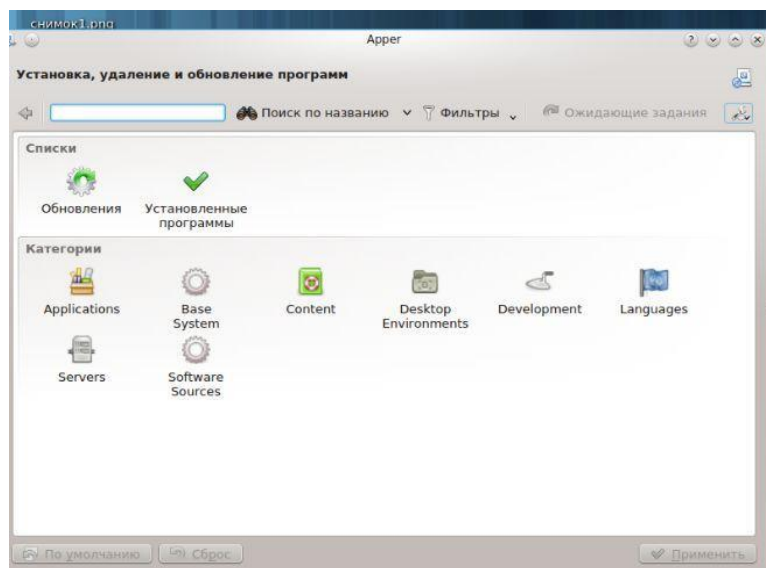 снимок1.png
Apper
Установка, удаление и обновление программ
Поиск по названию
Фильтры
Ожидающие задания
Списки
Обновления
Установленные программы
Категории
Applications
Base System
Content
Desktop Environments
Development
Languages
Servers
Software Sources
По умолчанию
Сброс
Применить